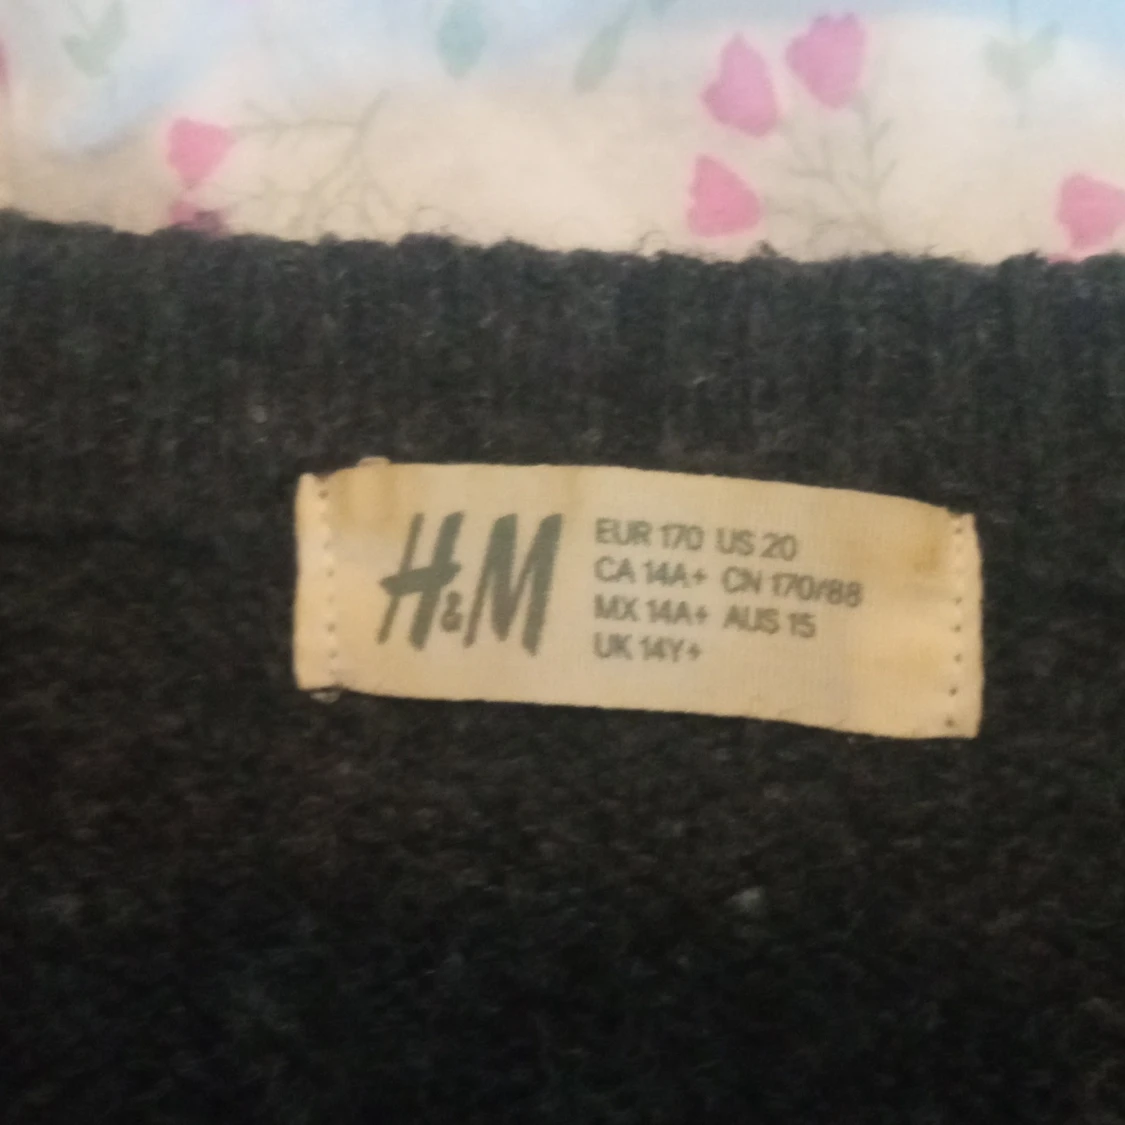 H&M
EUR 170 US 20
CA 14A+ CN 170/88
MX 14A+ AUS 15
UK 14Y+